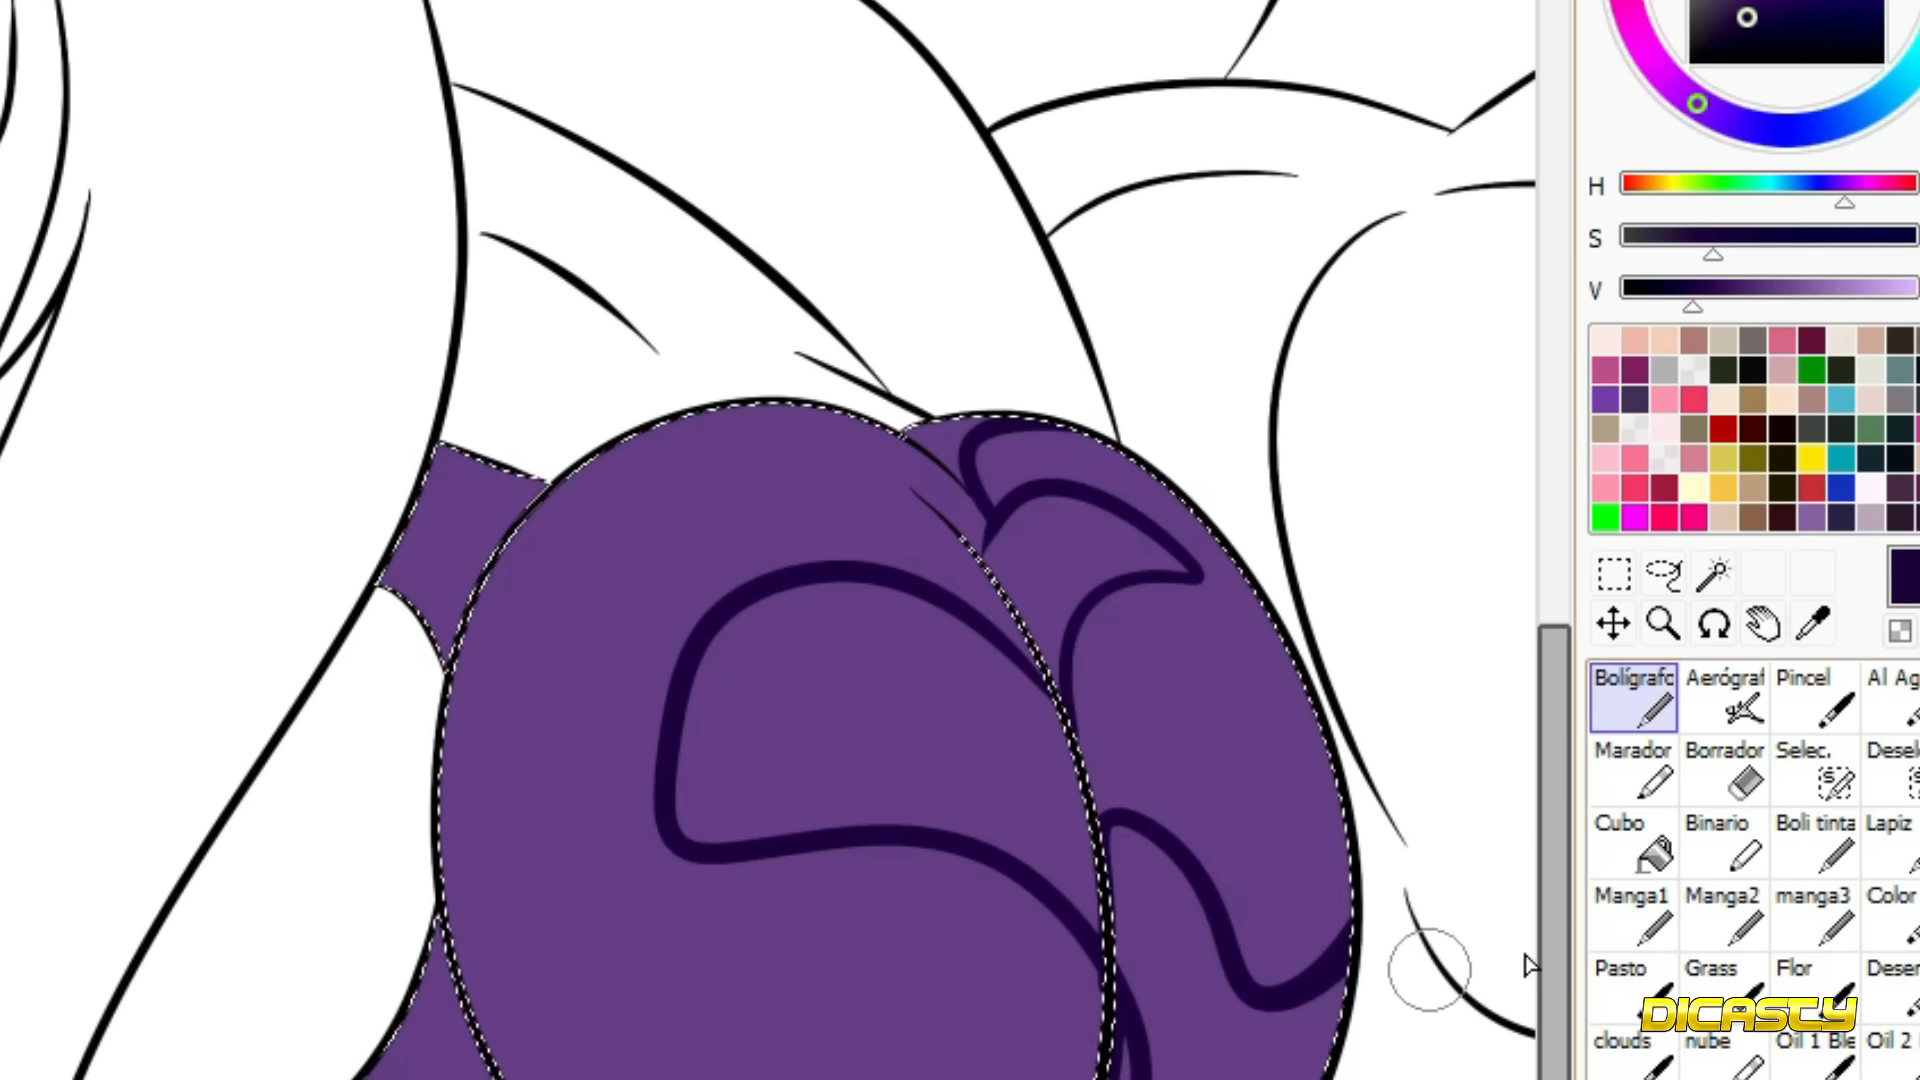 H
S
V
Bolígrafc Aerógraf Pincel Al Ag
Marador Borrador Selec. Desel
Cubo Binario Boli tinta Lapiz
Manga1 Manga2 manga3 Color
Pasto Grass Flor Deser
DICASTY
clouds nube Oil 1 Ble Oil 2